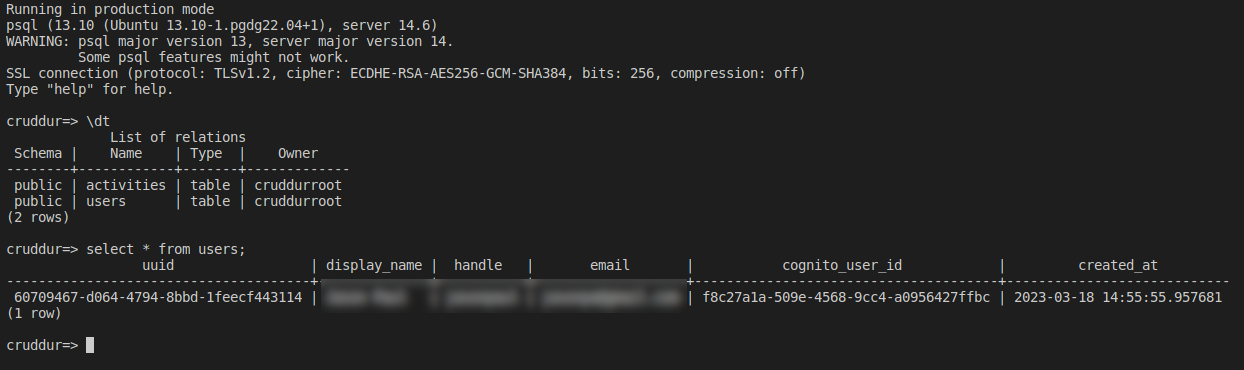 Running in production mode
psql (13.10 (Ubuntu 13.10-1.pgdg22.04+1), server 14.6)
WARNING: psql major version 13, server major version 14.
         Some psql features might not work.
SSL connection (protocol: TLSv1.2, cipher: ECDHE-RSA-AES256-GCM-SHA384, bits: 256, compression: off)
Type "help" for help.

cruddur=> \dt
             List of relations
 Schema |    Name    | Type  |    Owner
--------+------------+-------+-------------
 public | activities | table | cruddurroot
 public | users      | table | cruddurroot
(2 rows)

cruddur=> select * from users;
                 uuid                 | display_name |  handle   |       email       |           cognito_user_id            |         created_at
--------------------------------------+--------------+-----------+-------------------+--------------------------------------+----------------------------
 60709467-d064-4794-8bbd-1feecf443114 | | f8c27a1a-509e-4568-9cc4-a0956427ffbc | 2023-03-18 14:55:55.957681
(1 row)

cruddur=>